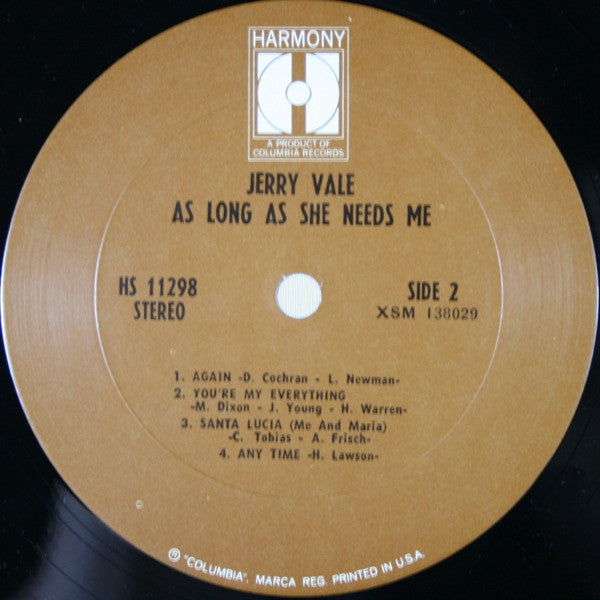 HARMONY
A PRODUCT OF
COLUMBIA RECORDS
JERRY VALE
AS LONG AS SHE NEEDS ME
HS 11298
STEREO
SIDE 2
XSM 138029
1. AGAIN -D. Cochran - L. Newman-
2. YOU'RE MY EVERYTHING
-M. Dixon - J. Young - H. Warren-
3. SANTA LUCIA (Me And Maria)
-C. Tobias - A. Frisch-
4. ANY TIME -H. Lawson-
® "COLUMBIA", MARCA REG. PRINTED IN U.S.A.